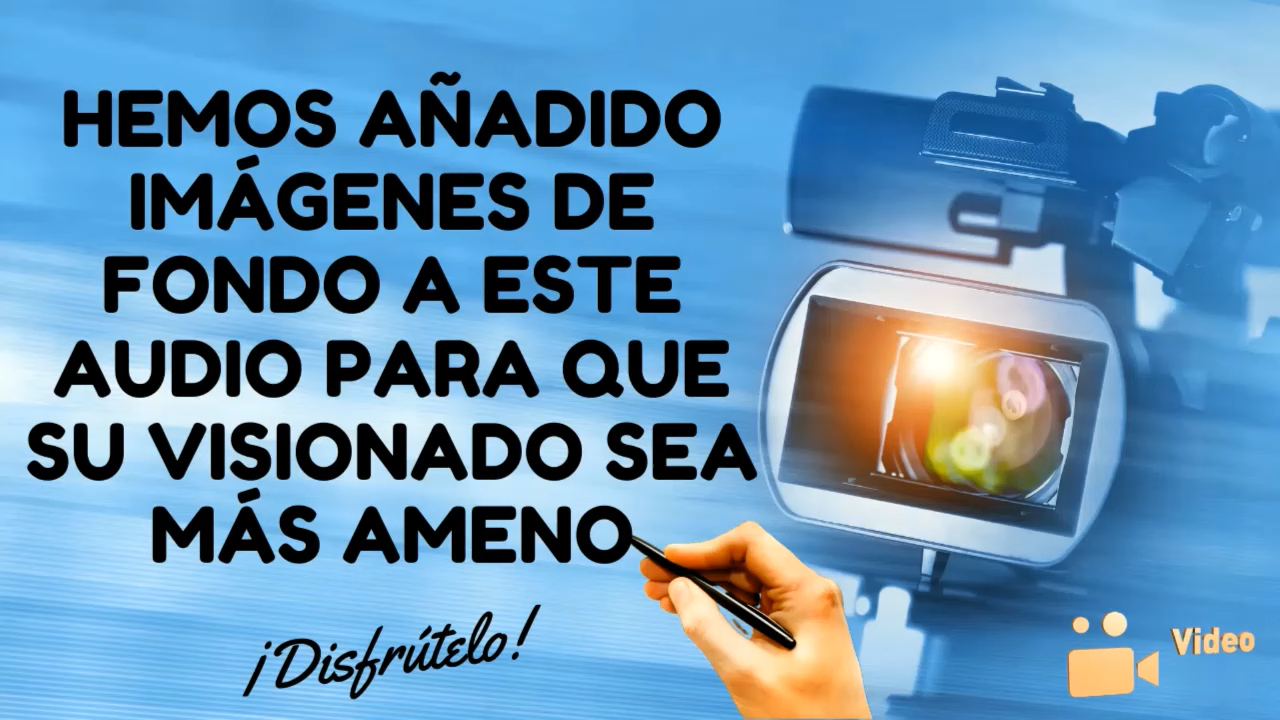 HEMOS AÑADIDO
IMÁGENES DE
FONDO A ESTE
AUDIO PARA QUE
SU VISIONADO SEA
MÁS AMENO
¡Disfrútelo!
Video